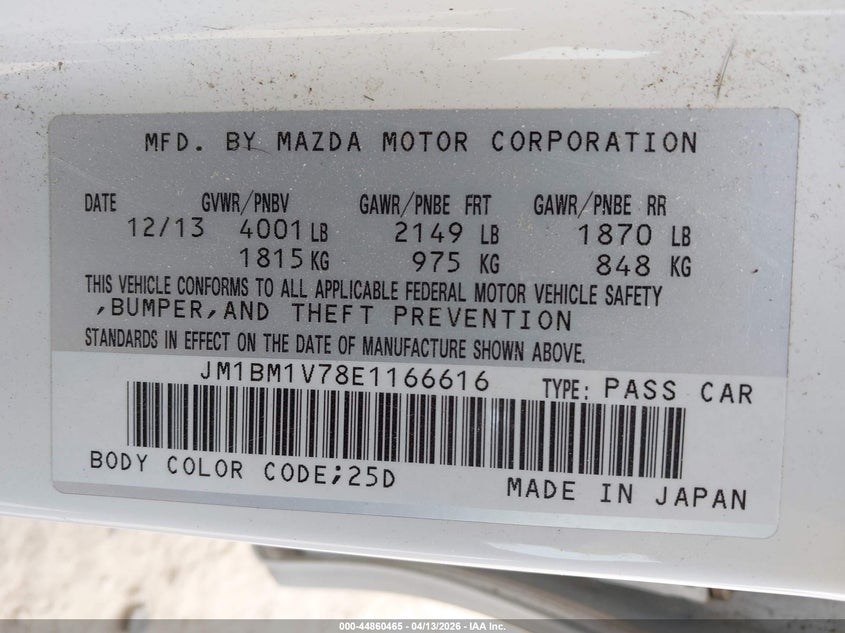 MFD. BY MAZDA MOTOR CORPORATION
DATE GVWR/PNBV GAWR/PNBE FRT GAWR/PNBE RR
12/13 4001 LB 2149 LB 1870 LB
1815 KG 975 KG 848 KG
THIS VEHICLE CONFORMS TO ALL APPLICABLE FEDERAL MOTOR VEHICLE SAFETY
,BUMPER,AND THEFT PREVENTION
STANDARDS IN EFFECT ON THE DATE OF MANUFACTURE SHOWN ABOVE.
JM1BM1V78E1166616 TYPE: PASS CAR
BODY COLOR CODE;25D MADE IN JAPAN
000-44860465 - 04/13/2026 - IAA Inc.